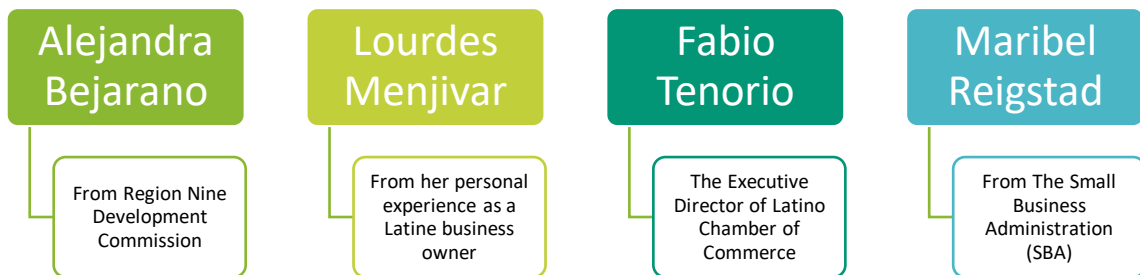 Alejandra
Bejarano
From Region Nine
Development
Commission
Lourdes
Menjivar
From her personal
experience as a
Latine business
owner
Fabio
Tenorio
The Executive
Director of Latino
Chamber of
Commerce
Maribel
Reigstad
From The Small
Business
Administration
(SBA)